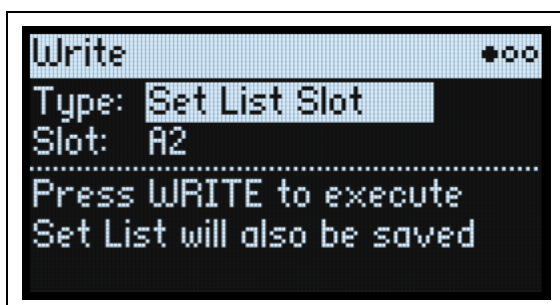 Write
Type: Set List Slot
Slot: A2
Press WRITE to execute
Set List will also be saved